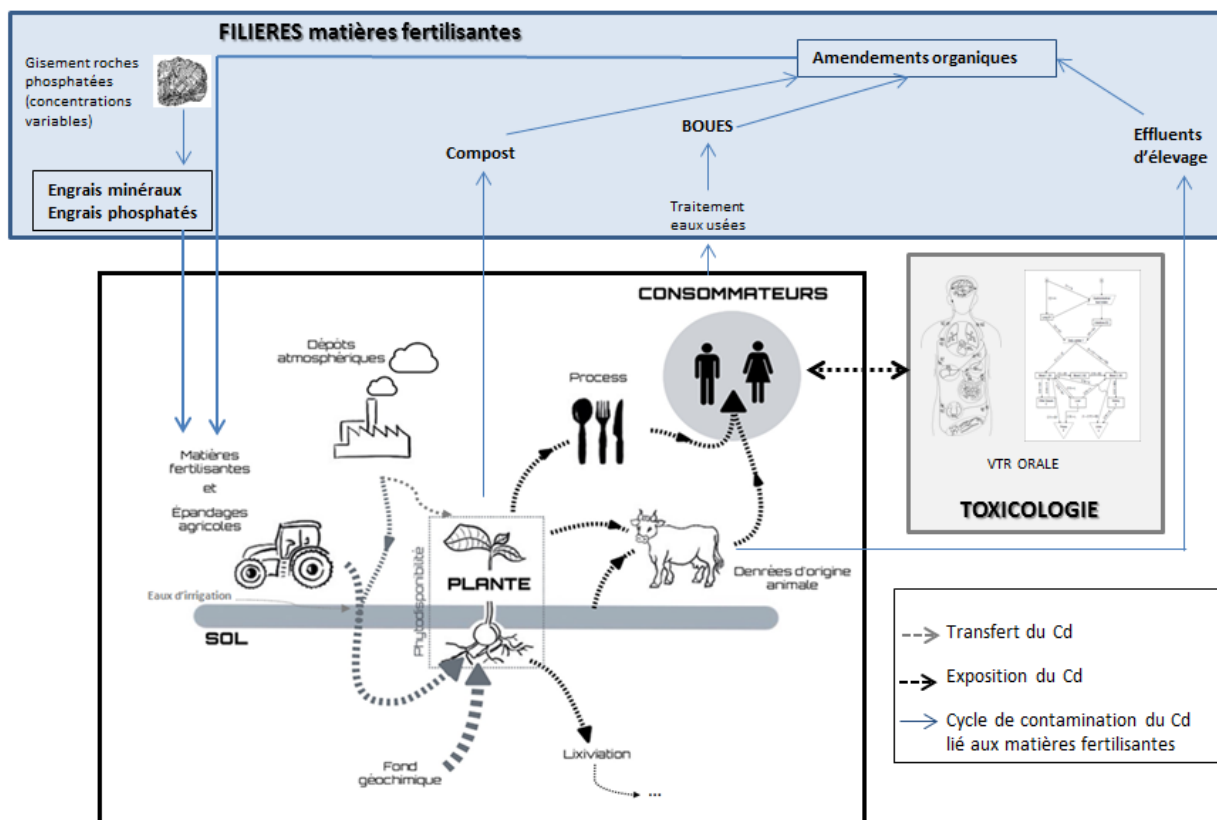 FILIERES matières fertilisantes
Gisement roches
phosphatées
(concentrations
variables)
Amendements organiques
BOUES
Compost
Effluents
d'élevage
Engrais minéraux
Engrais phosphatés
Traitement
eaux usées
CONSOMMATEURS
Dépôts
atmosphériques
Process
VTR ORALE
TOXICOLOGIE
Matières
fertilisantes
et
Épandages
agricoles
Phytodisponibilité
PLANTE
Denrées d'origine
animale
Eaux d'irrigation
SOL
Lixiviation
...
Fond
géochimique
Transfert du Cd
Exposition du Cd
Cycle de contamination du Cd
lié aux matières fertilisantes